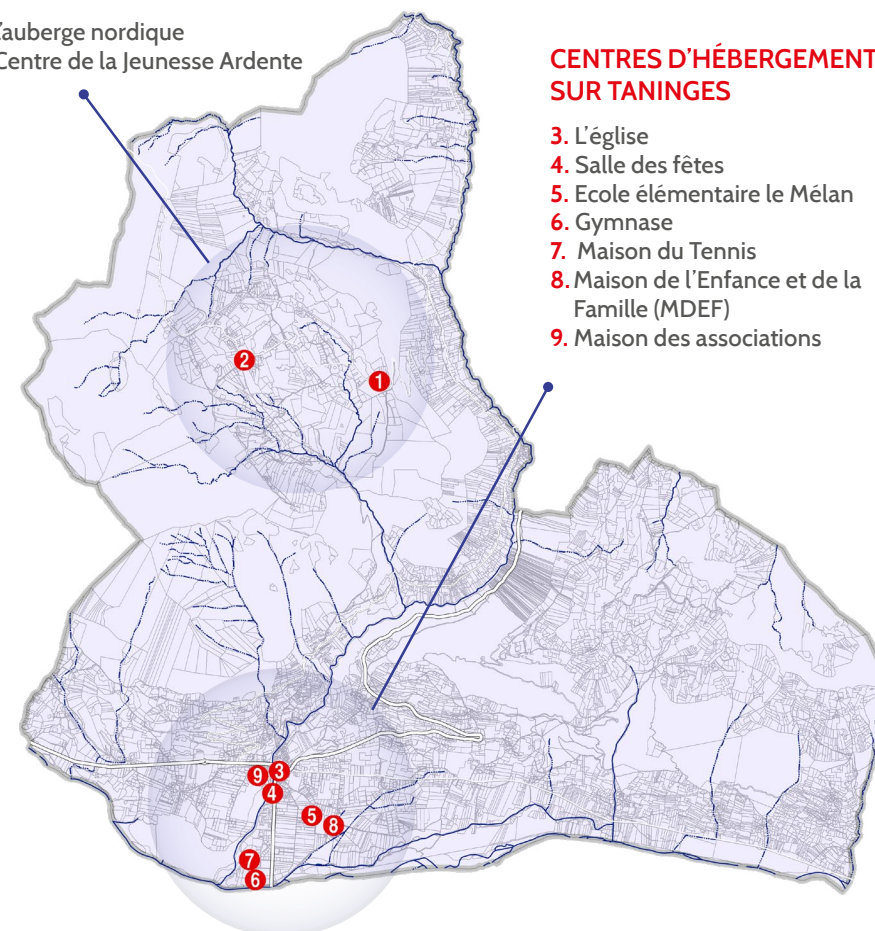 L'auberge nordique
Centre de la Jeunesse Ardente
CENTRES D'HÉBERGEMENT
SUR TANINGES
3. L'église
4. Salle des fêtes
5. Ecole élémentaire le Mélan
6. Gymnase
7. Maison du Tennis
8. Maison de l'Enfance et de la
Famille (MDEF)
9. Maison des associations
2
1
9
3
4
5
8
7
6